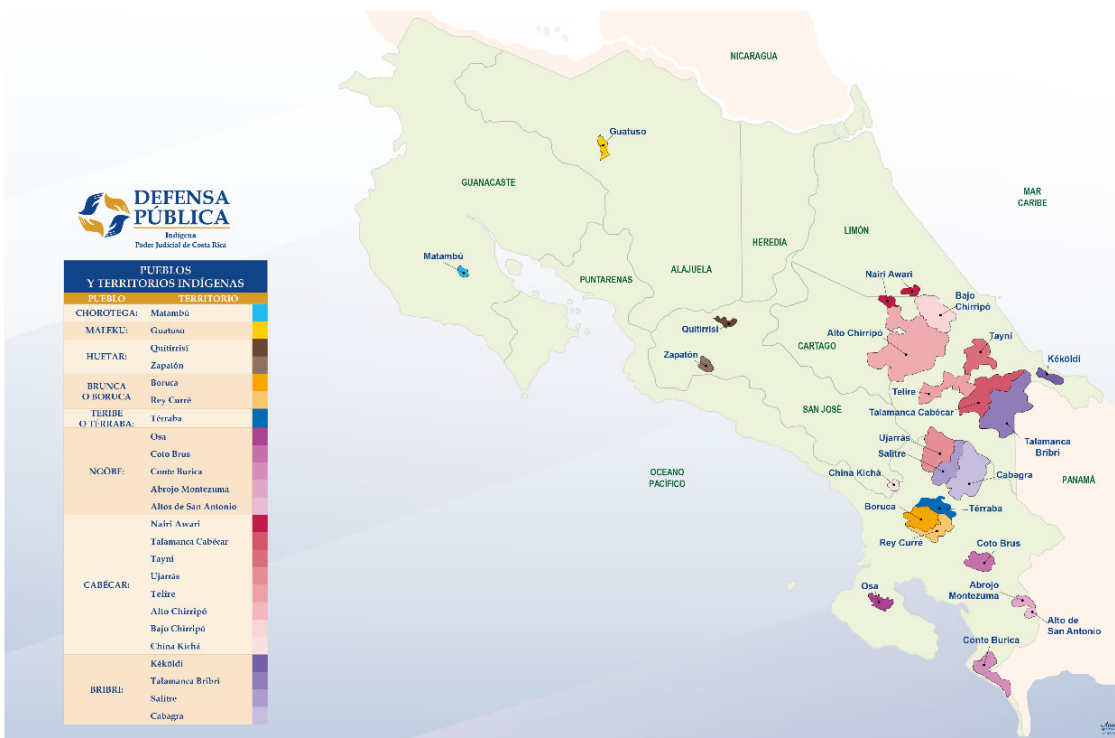 DEFENSA
PÚBLICA
Indígena
Poder Judicial de Costa Rica
PUEBLOS
Y TERRITORIOS INDÍGENAS
PUEBLO TERRITORIO
CHOROTEGA: Matambú
MALEKU: Guatuso
HUETAR: Quitirrisí
Zapatón
BRUNCA
O BORUCA
Boruca
Rey Curré
TERIBE
O TÉRRABA: Térraba
NGÖBE:
Osa
Coto Brus
Conte Burica
Abrojo Montezuma
Altos de San Antonio
CABÉCAR:
Nairi Awari
Talamanca Cabécar
Tayní
Ujarrás
Telire
Alto Chirripó
Bajo Chirripó
China Kichá
BRIBRI:
Kéköldi
Talamanca Bribri
Salitre
Cabagra
NICARAGUA
Guatuso
GUANACASTE
MAR
CARIBE
LIMÓN
HEREDIA
Matambú
ALAJUELA
PUNTARENAS
Nairi Awari
Bajo
Chirripó
Quitirrisí
Alto Chirripó
CARTAGO
Tayní
Zapatón
Kéköldi
Telire
SAN JOSÉ
Talamanca Cabécar
Ujarrás
Talamanca
Bribri
Salitre
OCEANO
PACÍFICO
China Kichá
Cabagra
PANAMÁ
Boruca
Térraba
Rey Curré
Coto Brus
Osa
Abrojo
Montezuma
Alto de
San Antonio
Conte Burica